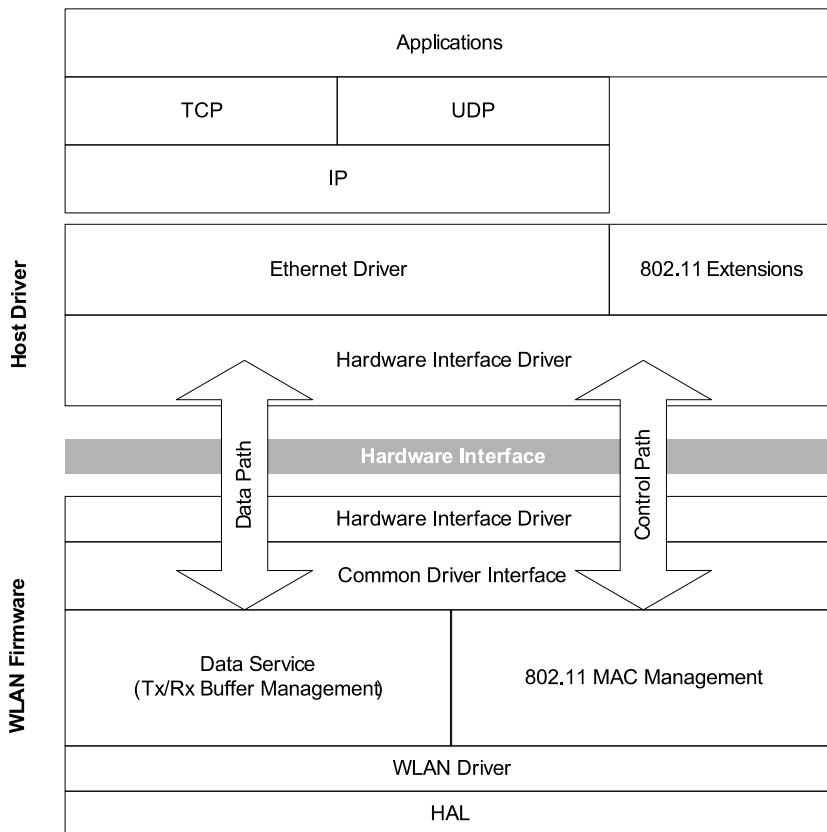 Applications
TCP
UDP
IP
Host Driver
Ethernet Driver
802.11 Extensions
Hardware Interface Driver
Data Path
Control Path
Hardware Interface
WLAN Firmware
Hardware Interface Driver
Common Driver Interface
Data Service
(Tx/Rx Buffer Management)
802.11 MAC Management
WLAN Driver
HAL